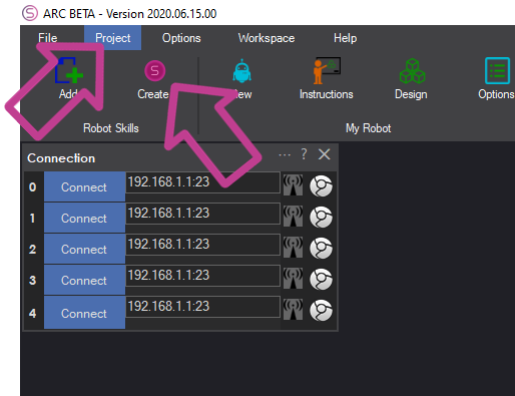 ARC BETA - Version 2020.06.15.00
File Project Options Workspace Help
Add Create View Instructions Design Options
Robot Skills My Robot
Connection ... ? X
0 Connect 192.168.1.1:23
1 Connect 192.168.1.1:23
2 Connect 192.168.1.1:23
3 Connect 192.168.1.1:23
4 Connect 192.168.1.1:23